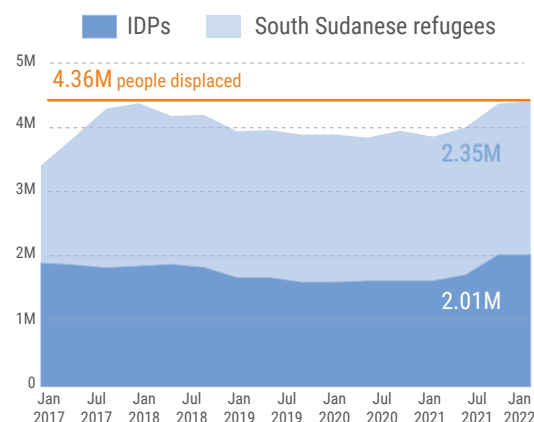 IDPs South Sudanese refugees
5M
4.36M people displaced
4M
2.35M
3M
2M
2.01M
1M
0
Jan Jul Jan Jul Jan Jul Jan Jul Jan Jul Jan
2017 2017 2018 2018 2019 2019 2020 2020 2021 2021 2022